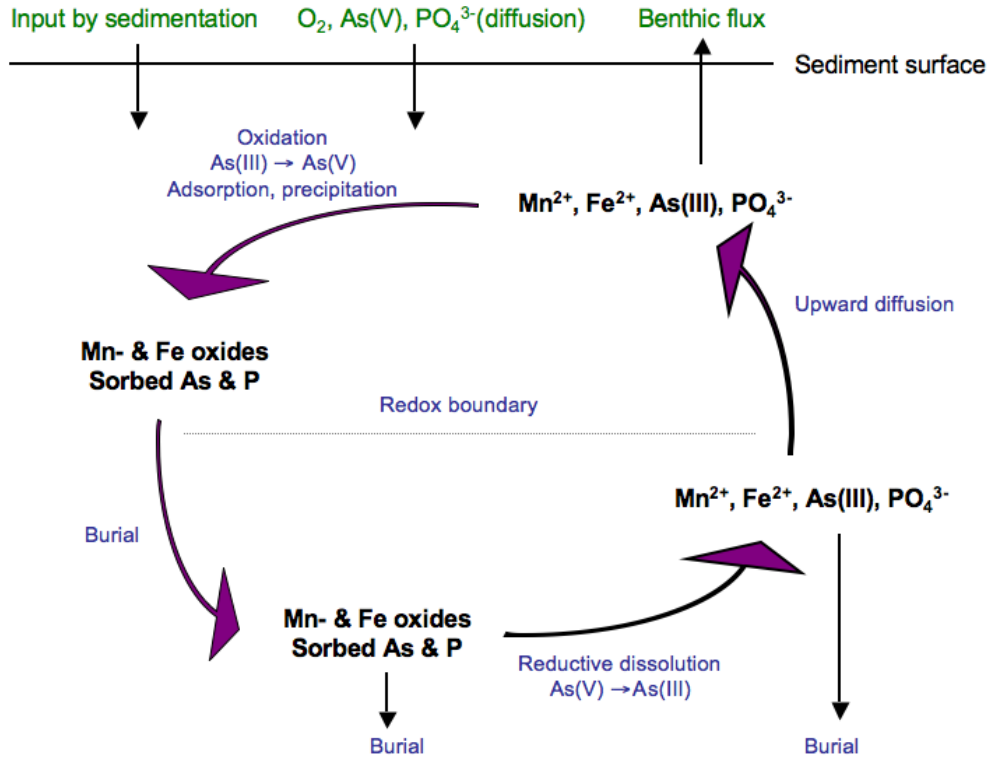 Input by sedimentation
O₂, As(V), PO₄³⁻(diffusion)
Benthic flux
Sediment surface
Oxidation
As(III) → As(V)
Adsorption, precipitation
Mn²⁺, Fe²⁺, As(III), PO₄³⁻
Upward diffusion
Mn- & Fe oxides
Sorbed As & P
Redox boundary
Mn²⁺, Fe²⁺, As(III), PO₄³⁻
Burial
Mn- & Fe oxides
Sorbed As & P
Reductive dissolution
As(V) →As(III)
Burial
Burial